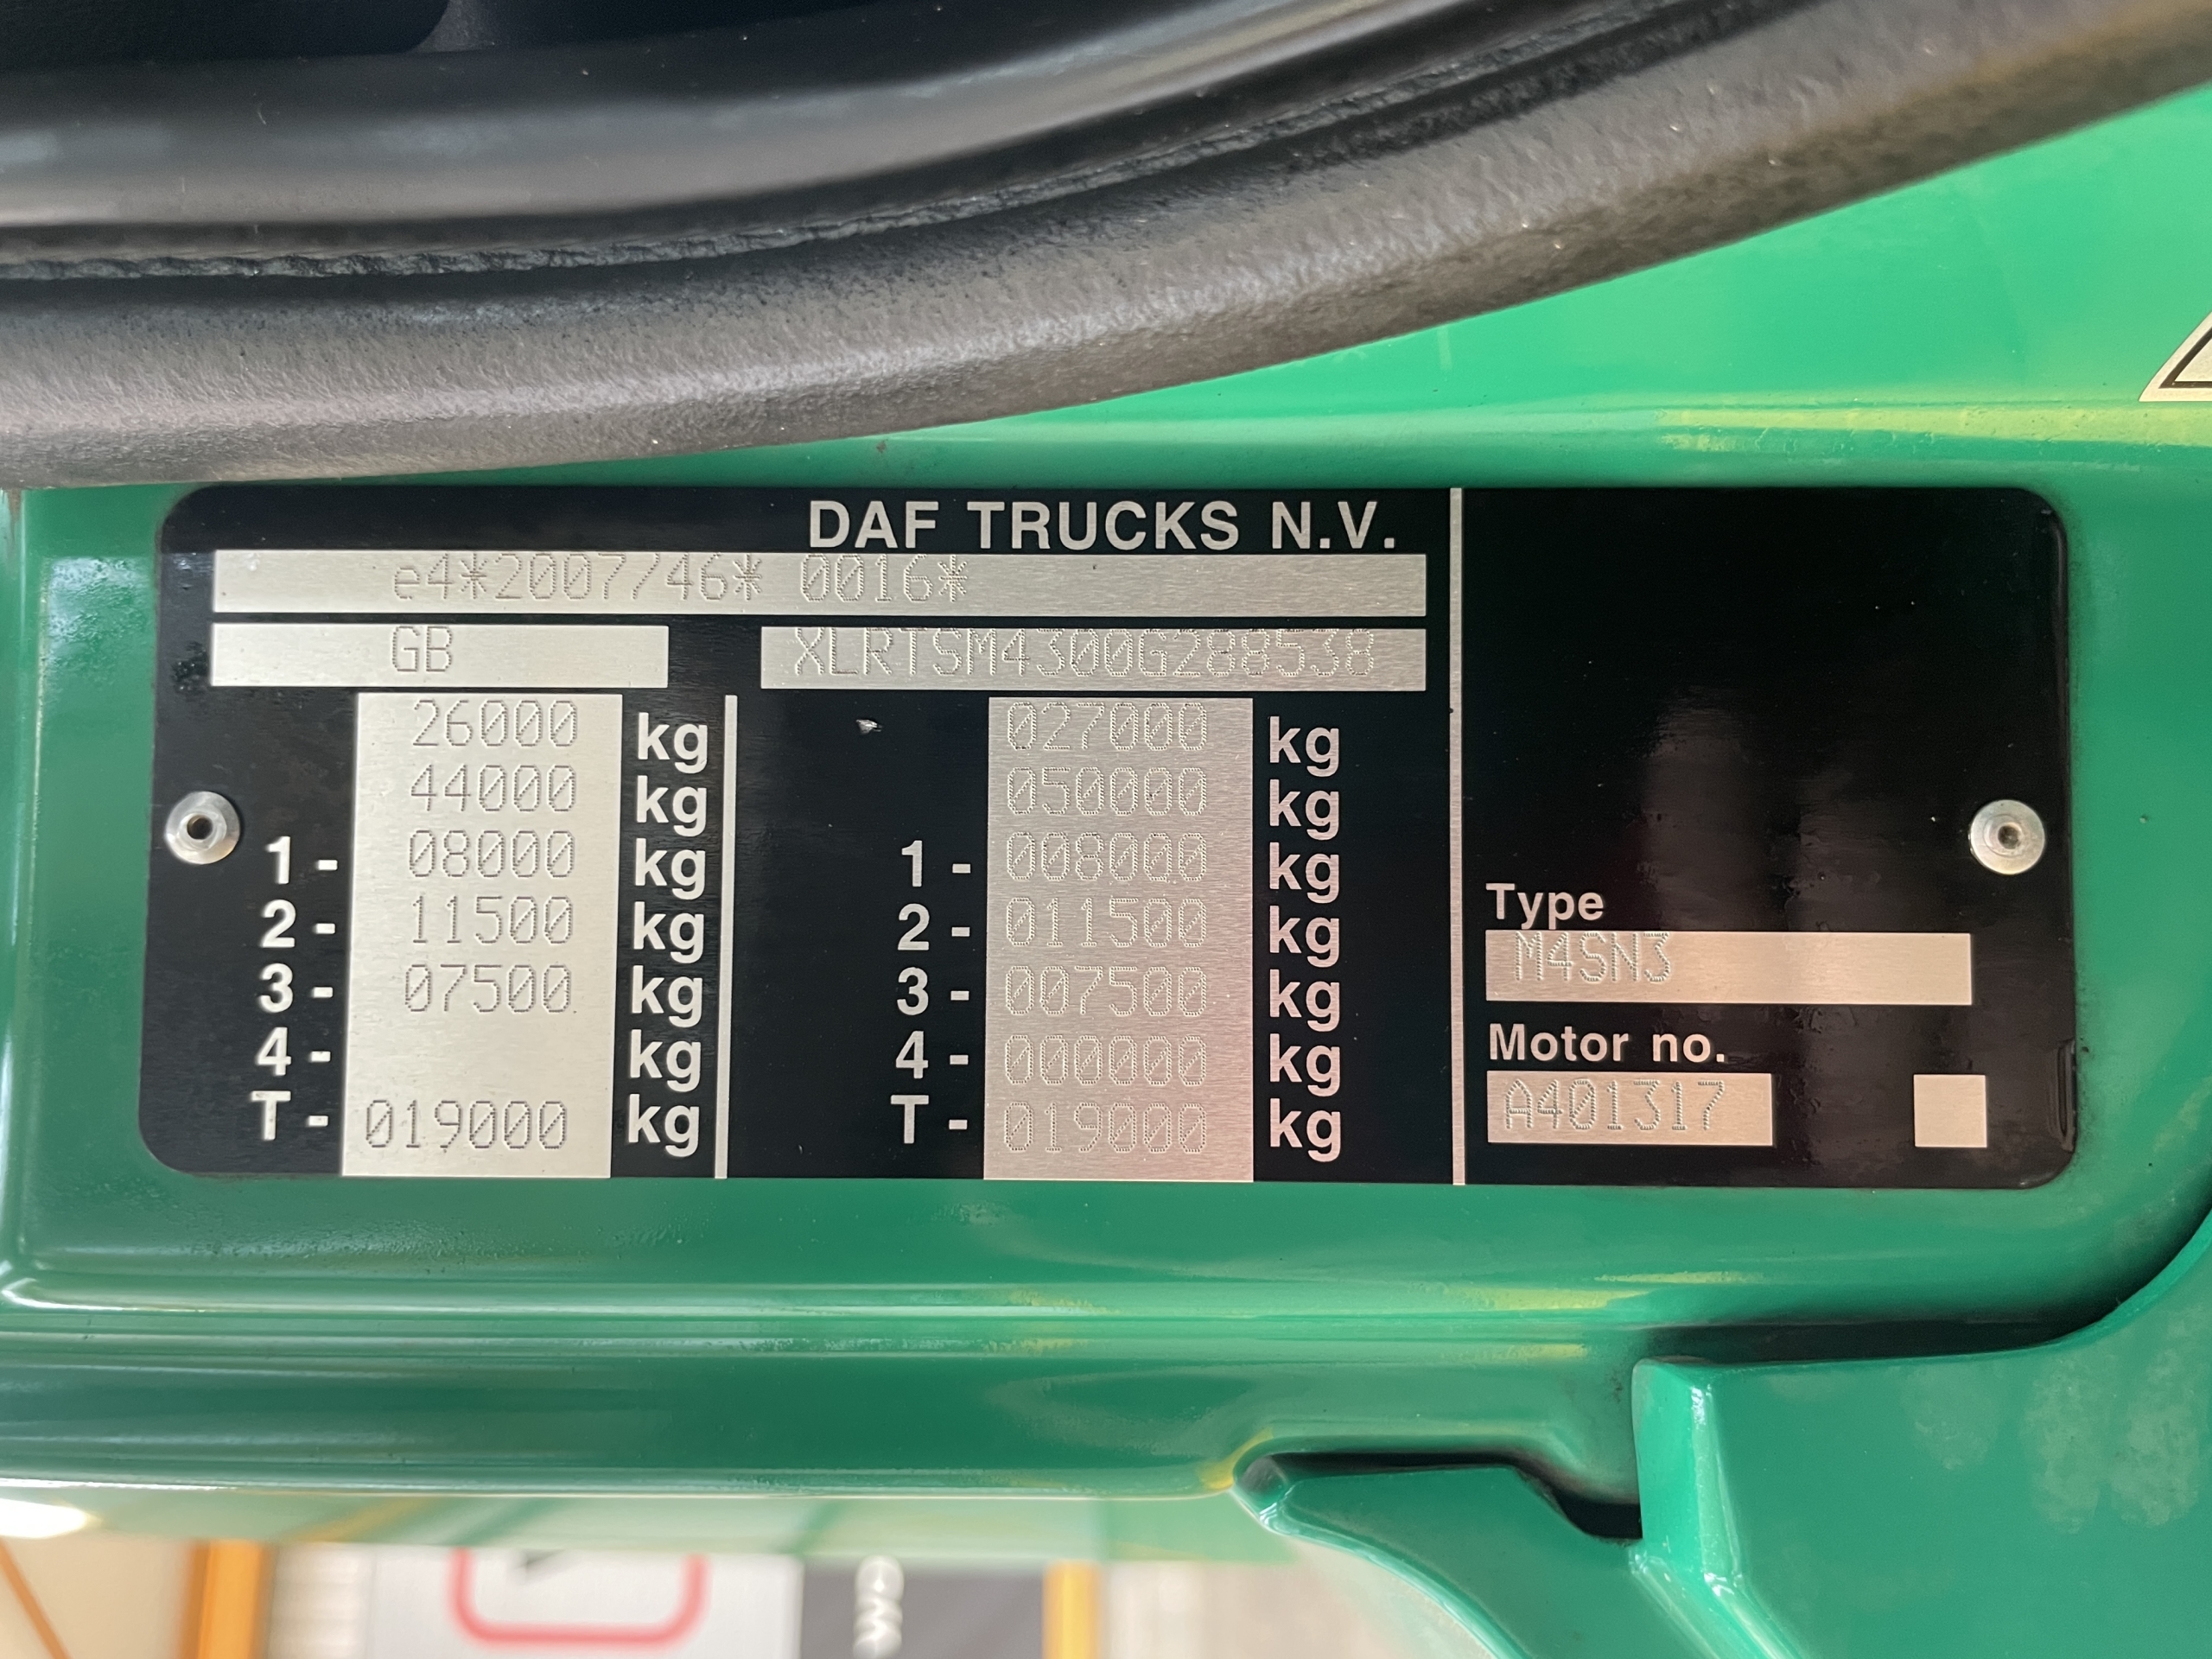 DAF TRUCKS N.V.
e4*2007/46* 0016*
GB XLRTSM4300G288538
26000 kg 027000 kg
44000 kg 050000 kg
1 - 08000 kg 1 - 008000 kg
2 - 11500 kg 2 - 011500 kg
3 - 07500 kg 3 - 007500 kg
4 - kg 4 - 000000 kg
T - 019000 kg T - 019000 kg
Type
M4SN3
Motor no.
A401317